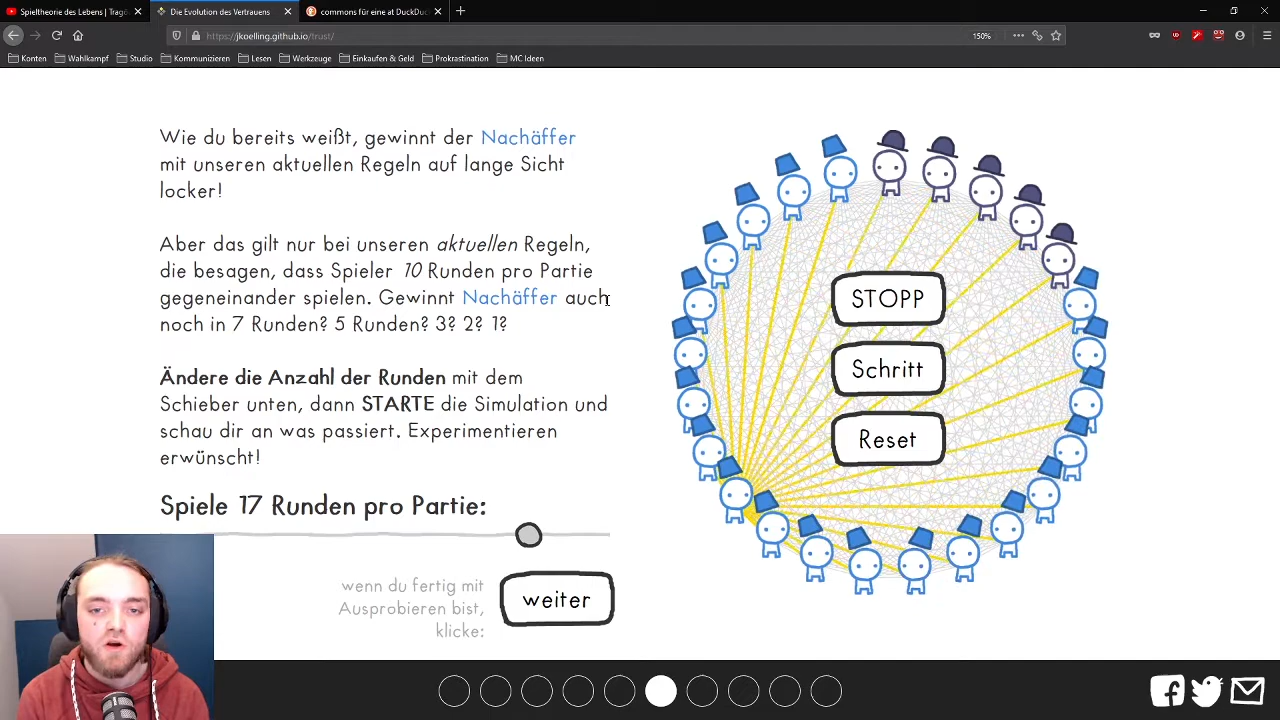 Spieltheorie des Lebens | Trago
Die Evolution des Vertrauens
commons für eine at DuckDuc
https://jkoelling.github.io/trust/
150%
Konten
Wahlkampf
Studio
Kommunizieren
Lesen
Werkzeuge
Einkaufen & Geld
Prokrastination
MC Ideen
Wie du bereits weißt, gewinnt der Nachäffer
mit unseren aktuellen Regeln auf lange Sicht
locker!
Aber das gilt nur bei unseren aktuellen Regeln,
die besagen, dass Spieler 10 Runden pro Partie
gegeneinander spielen. Gewinnt Nachäffer auch
noch in 7 Runden? 5 Runden? 3? 2? 1?
Ändere die Anzahl der Runden mit dem
Schieber unten, dann STARTE die Simulation und
schau dir an was passiert. Experimentieren
erwünscht!
Spiele 17 Runden pro Partie:
wenn du fertig mit
Ausprobieren bist,
klicke:
weiter
STOPP
Schritt
Reset